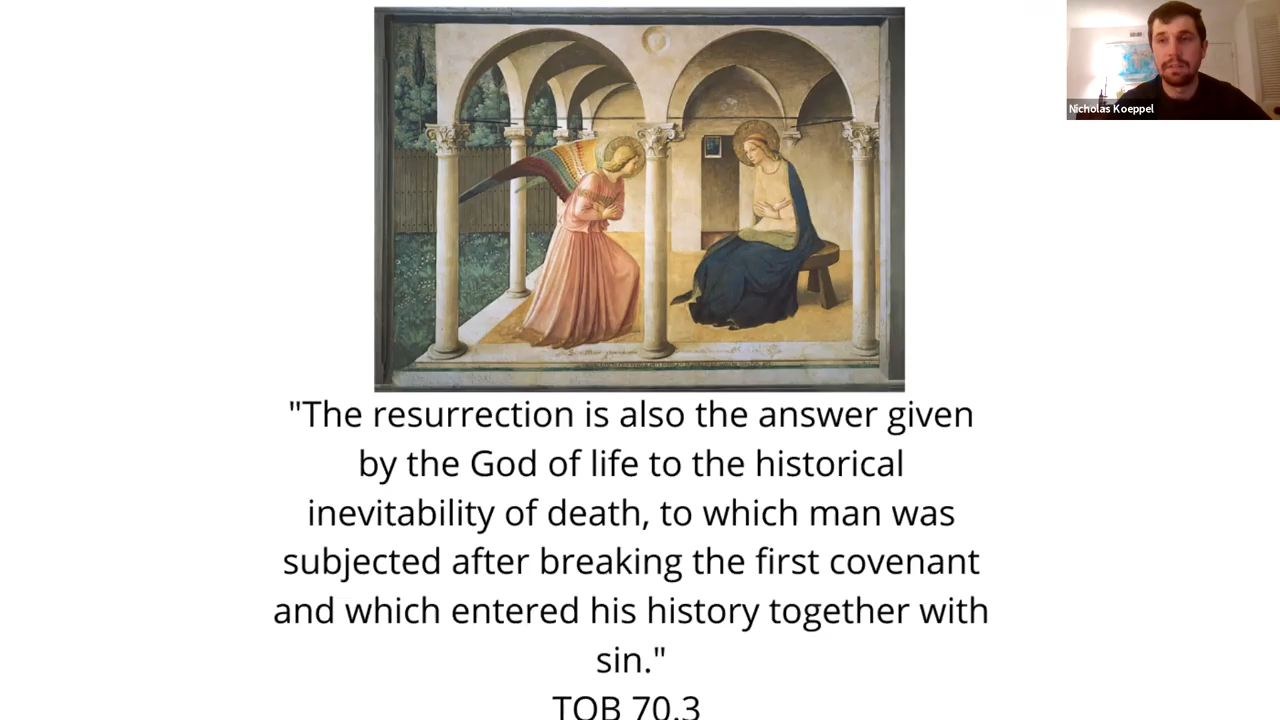 Nicholas Koeppel
"The resurrection is also the answer given
by the God of life to the historical
inevitability of death, to which man was
subjected after breaking the first covenant
and which entered his history together with
sin."
TOB 70.3